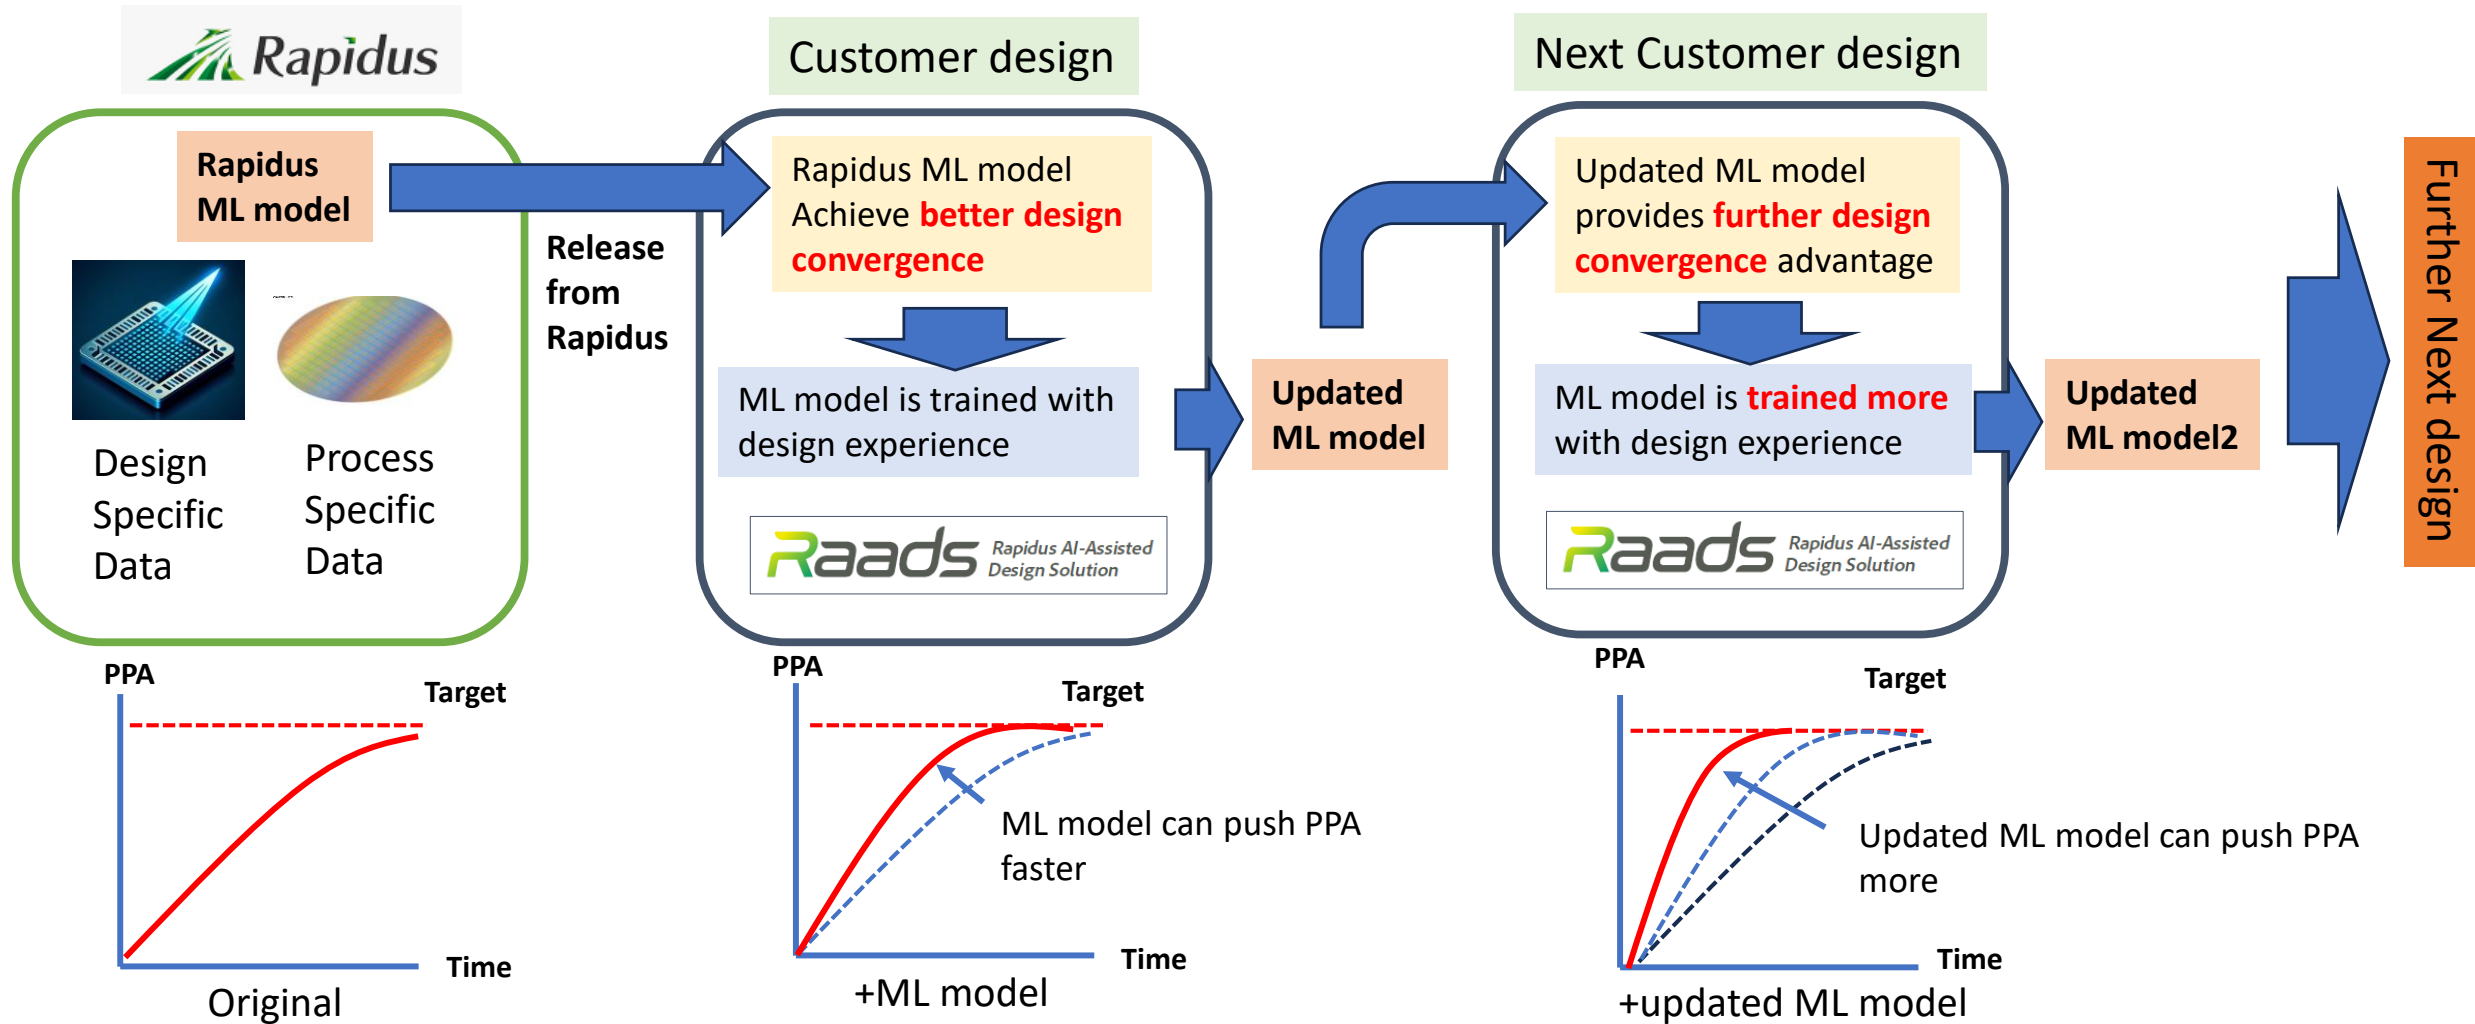 Rapidus
Customer design
Next Customer design
Rapidus
ML model
Design
Specific
Data
Process
Specific
Data
Release
from
Rapidus
Rapidus ML model
Achieve better design
convergence
ML model is trained with
design experience
Raads Rapidus AI-Assisted
Design Solution
Updated
ML model
Updated ML model
provides further design
convergence advantage
ML model is trained more
with design experience
Raads Rapidus AI-Assisted
Design Solution
Updated
ML model2
Further Next design
PPA
Target
Time
Original
PPA
Target
ML model can push PPA
faster
Time
+ML model
PPA
Target
Updated ML model can push PPA
more
Time
+updated ML model